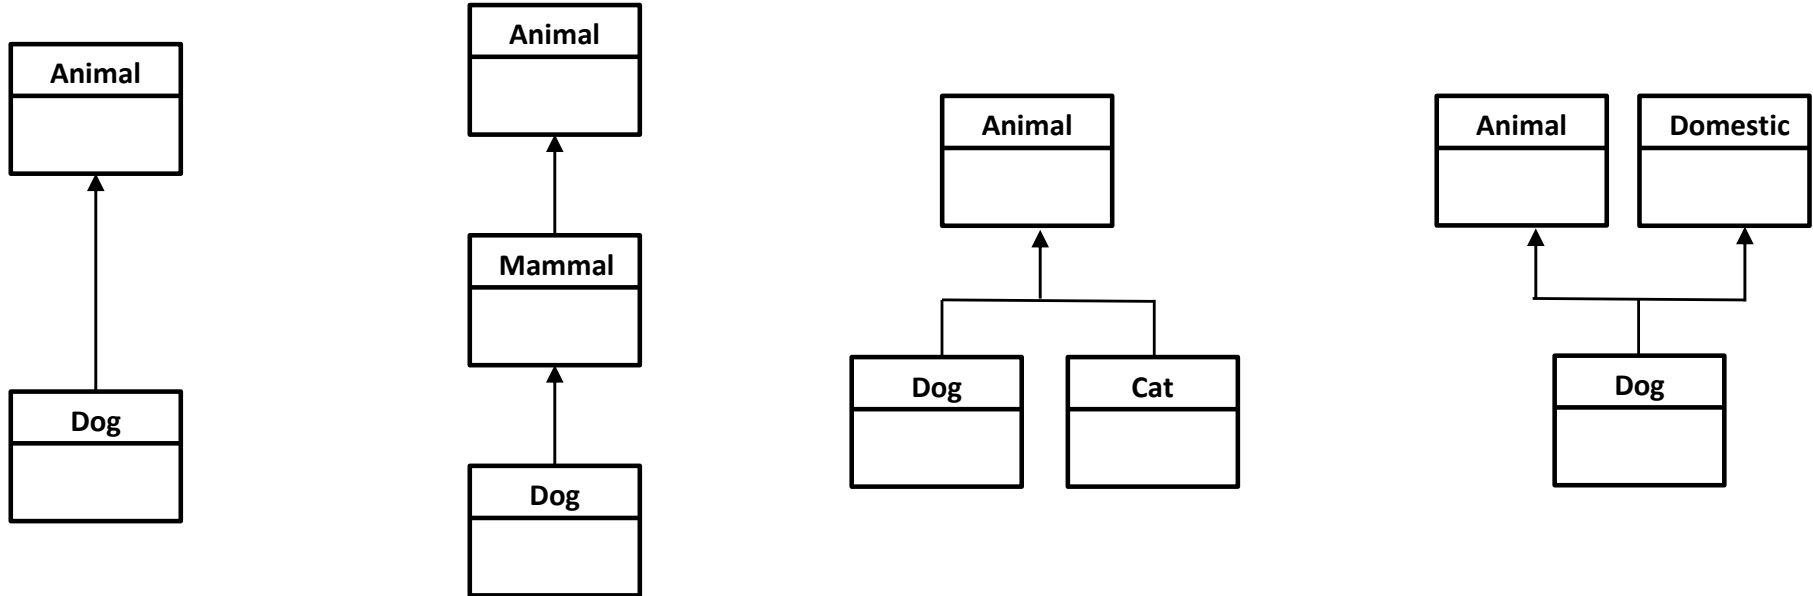 Animal
Dog
Animal
Mammal
Dog
Animal
Dog
Cat
Animal
Domestic
Dog